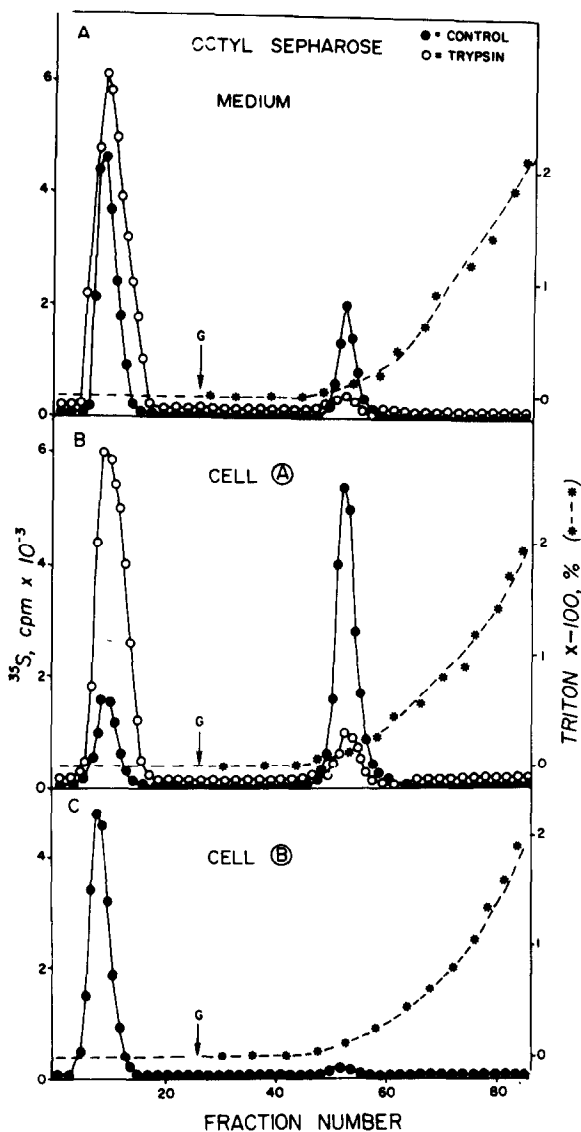 A
OCTYL SEPHAROSE
● = CONTROL
○ = TRYPSIN
MEDIUM
6
4
2
0
G
2
1
0
B
CELL Ⓐ
6
4
2
0
G
2
1
0
³⁵S, cpm x 10⁻³
TRITON X-100, % (*---*)
C
CELL Ⓑ
4
2
0
G
2
1
0
20
40
60
80
FRACTION NUMBER